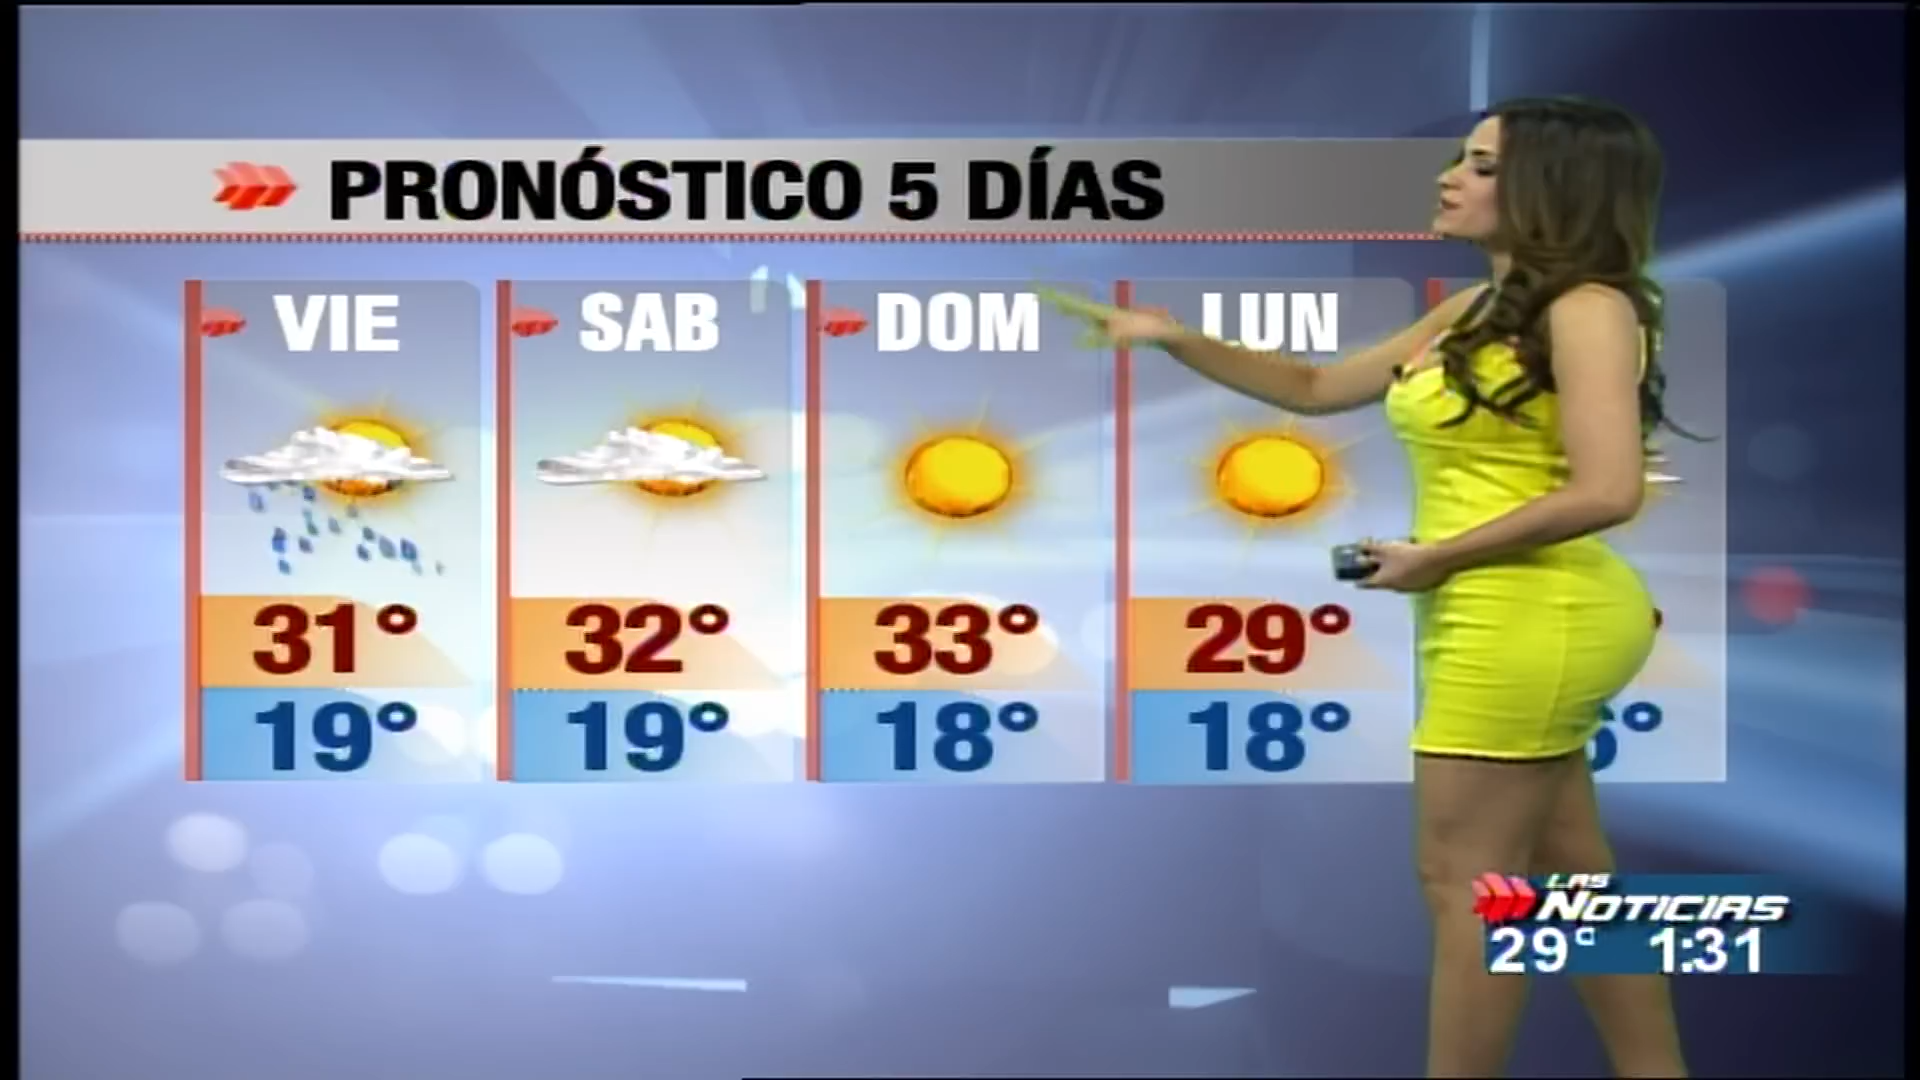 PRONÓSTICO 5 DÍAS
VIE SAB DOM LUN
31° 32° 33° 29°
19° 19° 18° 18°
LAS
NOTICIAS
29° 1:31